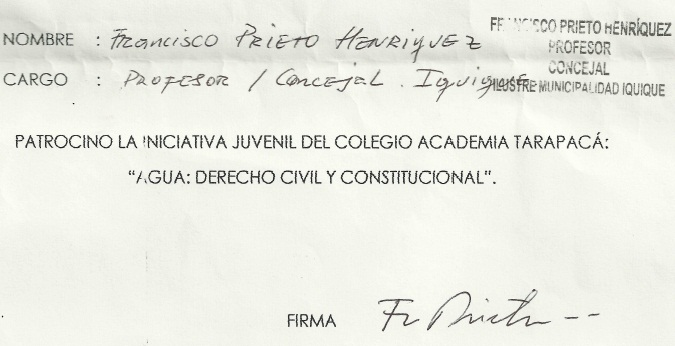 NOMBRE : Francisco Prieto Henriquez
FRANCISCO PRIETO HENRÍQUEZ
PROFESOR
CONCEJAL
ILUSTRE MUNICIPALIDAD IQUIQUE
CARGO : Profesor / Concejal. Iquique
PATROCINO LA INICIATIVA JUVENIL DEL COLEGIO ACADEMIA TARAPACÁ:
"AGUA: DERECHO CIVIL Y CONSTITUCIONAL".
FIRMA Fr Prieto --